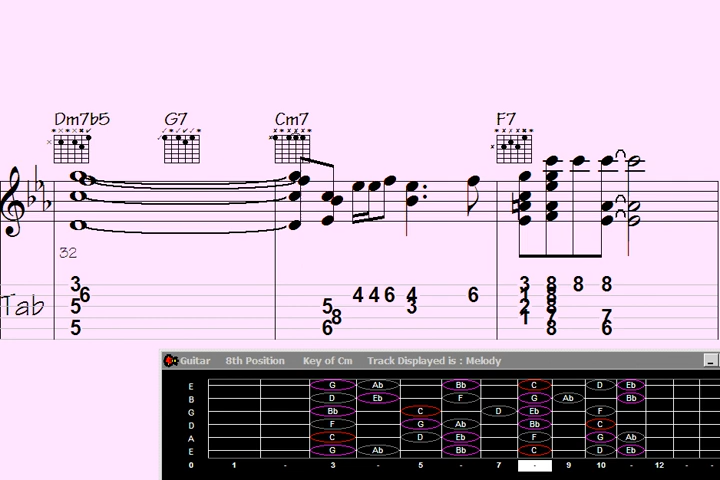 Dm7b5 G7 Cm7 F7
32
3 3 8 8 8
6 4 4 6 4 6 1 8
Tab 5 5 3 2 8
8 1 7 7
5 6 8 6
Guitar 8th Position Key of Cm Track Displayed is : Melody
E G Ab Bb C D Eb
B D Eb F G Ab Bb
G Bb C D Eb F
D F G Ab Bb C
A C D Eb F G Ab
E G Ab Bb C D Eb
0 1 - 3 - 5 - 7 - 9 10 - 12 - -